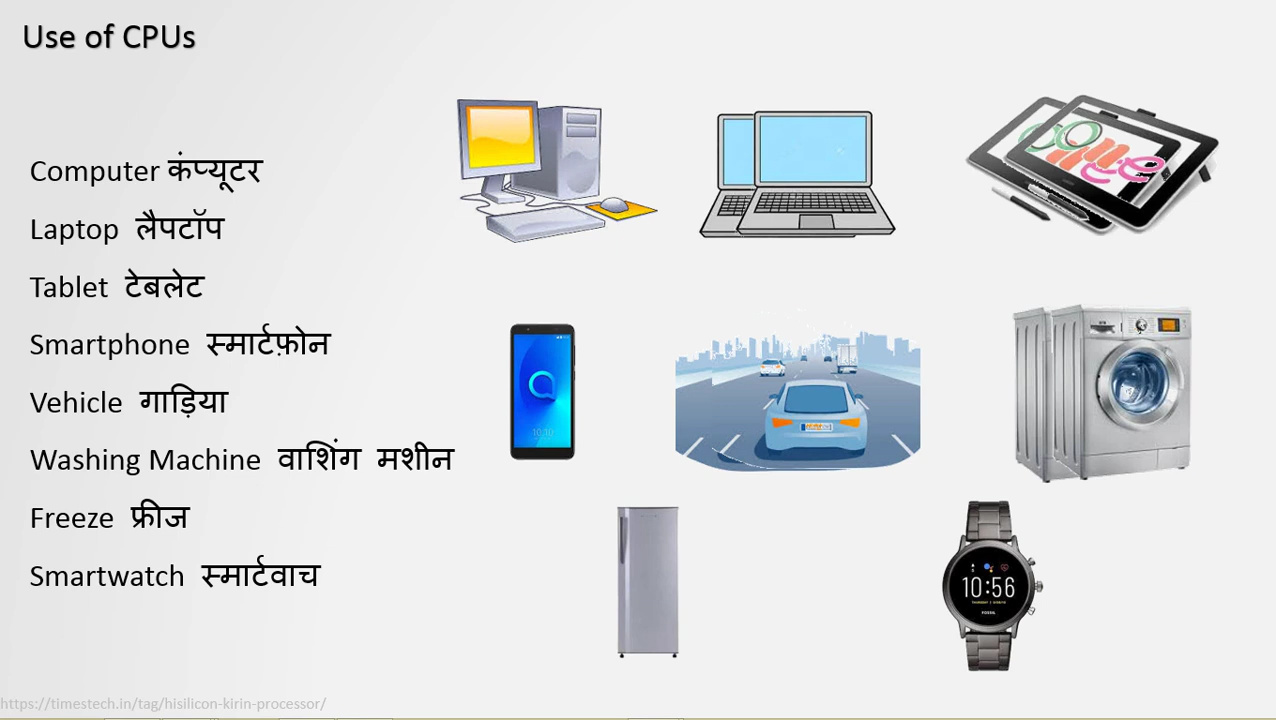 Use of CPUs
Computer कंप्यूटर
Laptop लैपटॉप
Tablet टेबलेट
Smartphone स्मार्टफ़ोन
Vehicle गाड़िया
Washing Machine वाशिंग मशीन
Freeze फ्रीज
Smartwatch स्मार्टवाच
10:56
FOSSIL
https://timestech.in/tag/hisilicon-kirin-processor/